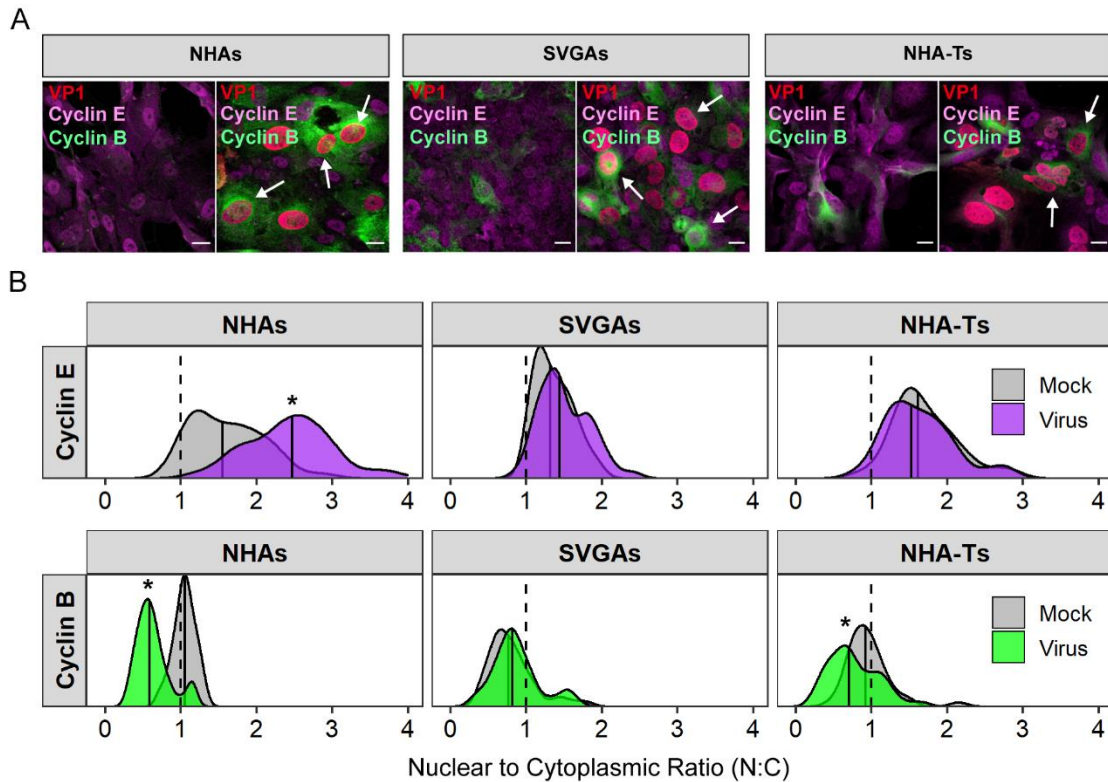 A
NHAs
SVGAs
NHA-Ts
VP1
Cyclin E
Cyclin B
VP1
Cyclin E
Cyclin B
VP1
Cyclin E
Cyclin B
VP1
Cyclin E
Cyclin B
VP1
Cyclin E
Cyclin B
VP1
Cyclin E
Cyclin B
B
NHAs
SVGAs
NHA-Ts
Cyclin E
*
Mock
Virus
0 1 2 3 4
0 1 2 3 4
0 1 2 3 4
NHAs
SVGAs
NHA-Ts
Cyclin B
*
*
Mock
Virus
0 1 2 3 4
0 1 2 3 4
0 1 2 3 4
Nuclear to Cytoplasmic Ratio (N:C)